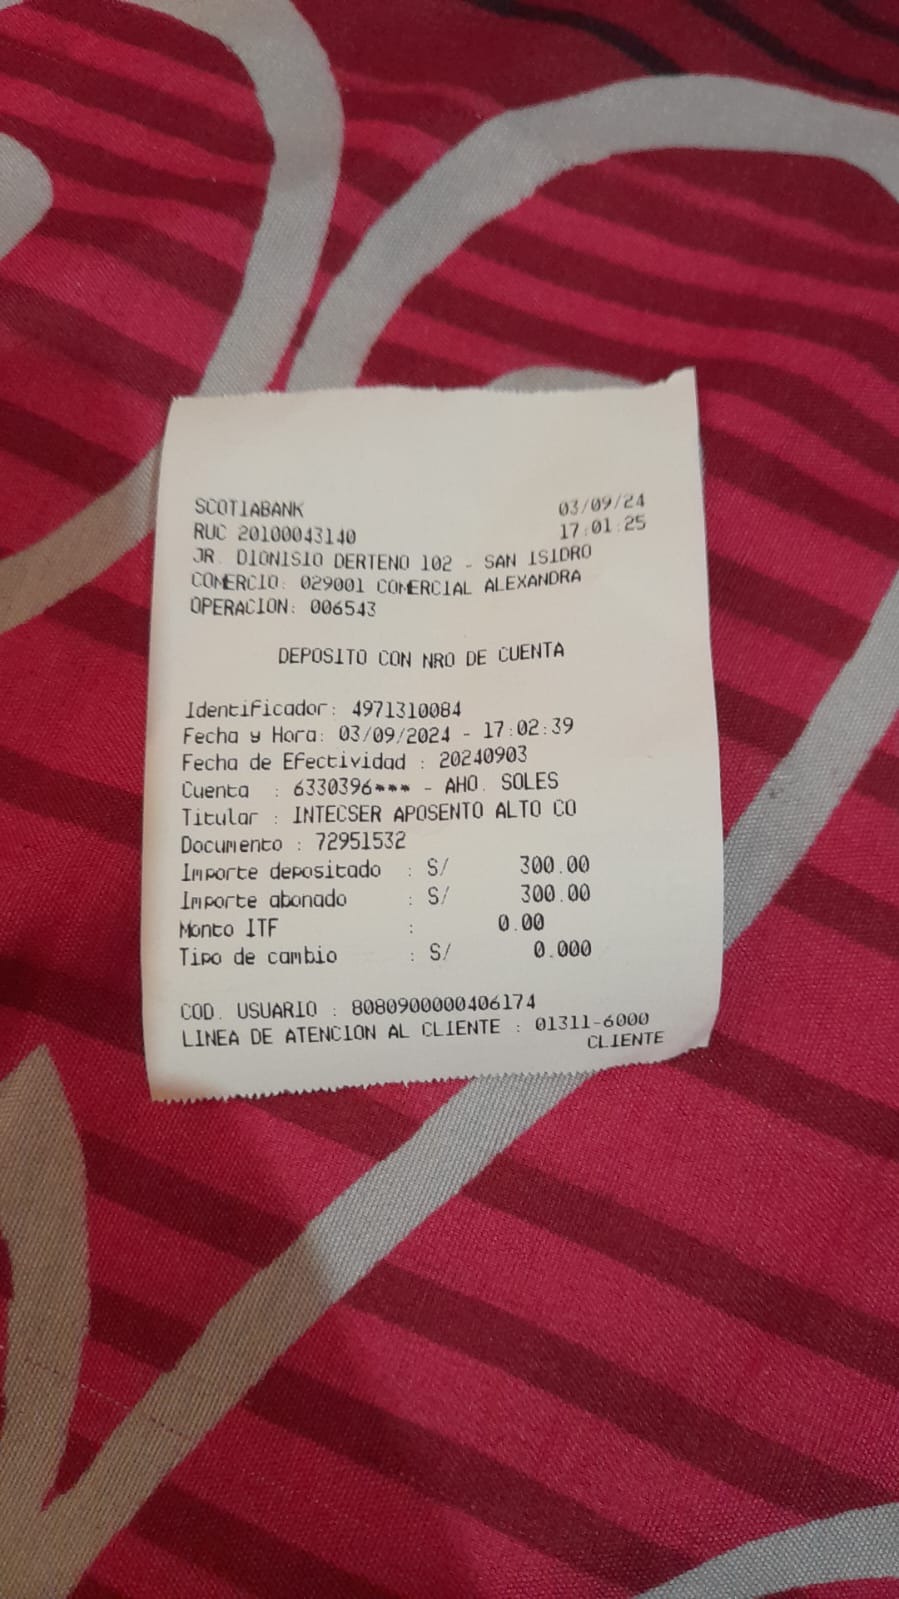 SCOTIABANK 03/09/24
RUC 20100043140 17:01:25
JR. DIONISIO DERTENO 102 - SAN ISIDRO
COMERCIO: 029001 COMERCIAL ALEXANDRA
OPERACION: 006543
DEPOSITO CON NRO DE CUENTA
Identificador: 4971310084
Fecha y Hora: 03/09/2024 - 17:02:39
Fecha de Efectividad : 20240903
Cuenta : 6330396*** - AHO. SOLES
Titular : INTECSER APOSENTO ALTO CO
Documento : 72951532
Importe depositado : S/ 300.00
Importe abonado : S/ 300.00
Monto ITF : 0.00
Tipo de cambio : S/ 0.000
COD. USUARIO : 8080900000406174
LINEA DE ATENCION AL CLIENTE : 01311-6000
CLIENTE